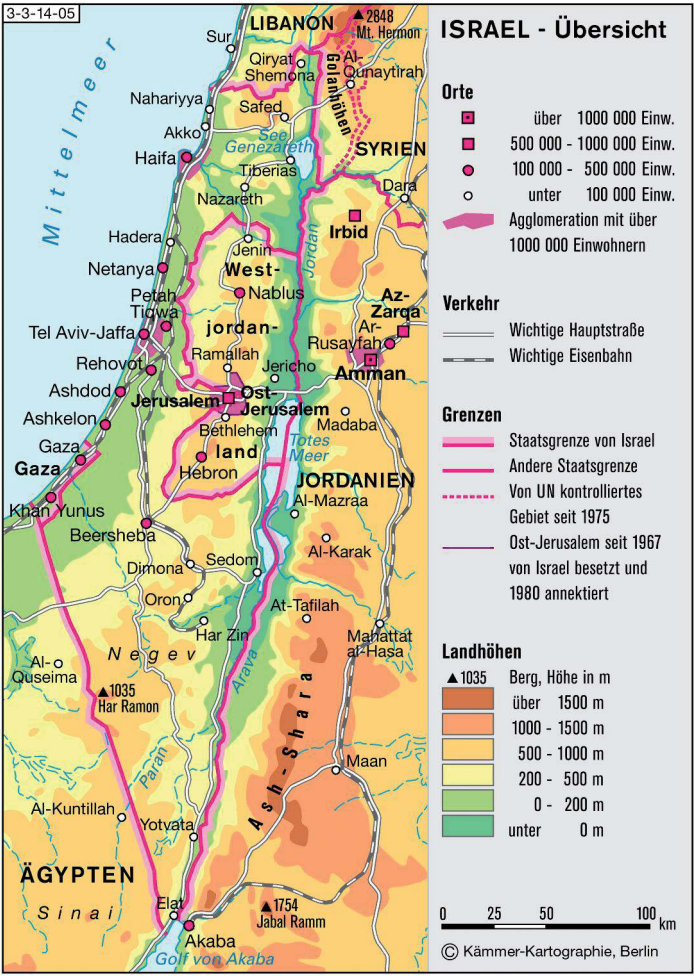 3-3-14-05
LIBANON
2848
Mt. Hermon
Sur
Qiryat
Shemona
Golanhöhen
Al-
Qunaytirah
Mittelmeer
Nahariyya
Safed
Akko
See
Genezareth
SYRIEN
Haifa
Tiberias
Dara
Nazareth
Irbid
Hadera
Jenin
Jordan
Netanya
West-
Petah
Tiqwa
Nablus
Az-
Zarqa
Tel Aviv-Jaffa
jordan-
Ar-
Rusayfah
Rehovot
Ramallah
Jericho
Amman
Ashdod
Jerusalem
Ost-
Jerusalem
Ashkelon
Bethlehem
Madaba
Gaza
land
Totes
Meer
Gaza
Hebron
JORDANIEN
Khan Yunus
Al-Mazraa
Beersheba
Al-Karak
Dimona
Sedom
Oron
At-Tafilah
Har Zin
Mahattat
al-Hasa
Negev
Al-
Quseima
Arava
1035
Har Ramon
Ash-Shara
Paran
Maan
Al-Kuntillah
Yotvata
ÄGYPTEN
Sinai
Elat
1754
Jabal Ramm
Akaba
Golf von Akaba
ISRAEL - Übersicht
Orte
über 1000 000 Einw.
500 000 - 1000 000 Einw.
100 000 - 500 000 Einw.
unter 100 000 Einw.
Agglomeration mit über
1000 000 Einwohnern
Verkehr
Wichtige Hauptstraße
Wichtige Eisenbahn
Grenzen
Staatsgrenze von Israel
Andere Staatsgrenze
Von UN kontrolliertes
Gebiet seit 1975
Ost-Jerusalem seit 1967
von Israel besetzt und
1980 annektiert
Landhöhen
1035 Berg, Höhe in m
über 1500 m
1000 - 1500 m
500 - 1000 m
200 - 500 m
0 - 200 m
unter 0 m
0 25 50 100
km
© Kämmer-Kartographie, Berlin